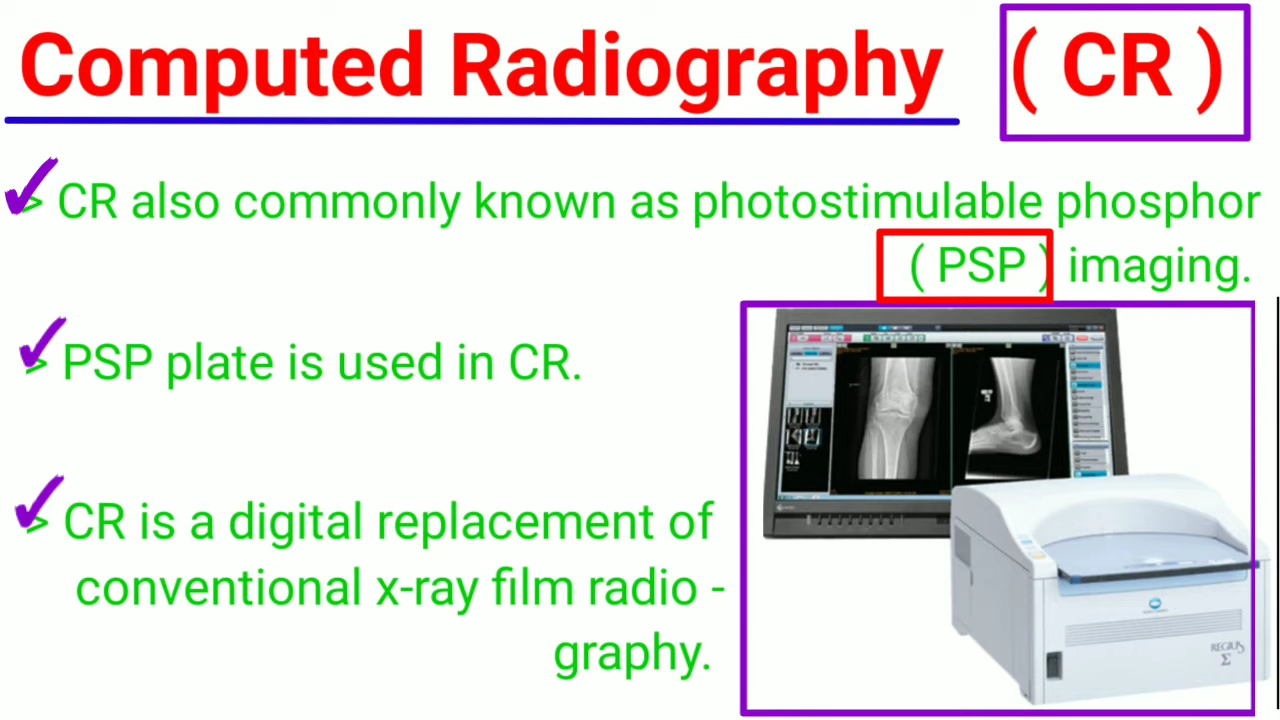 Computed Radiography ( CR )
> CR also commonly known as photostimulable phosphor
( PSP ) imaging.
> PSP plate is used in CR.
> CR is a digital replacement of
conventional x-ray film radio -
graphy.
REGIUS
Σ